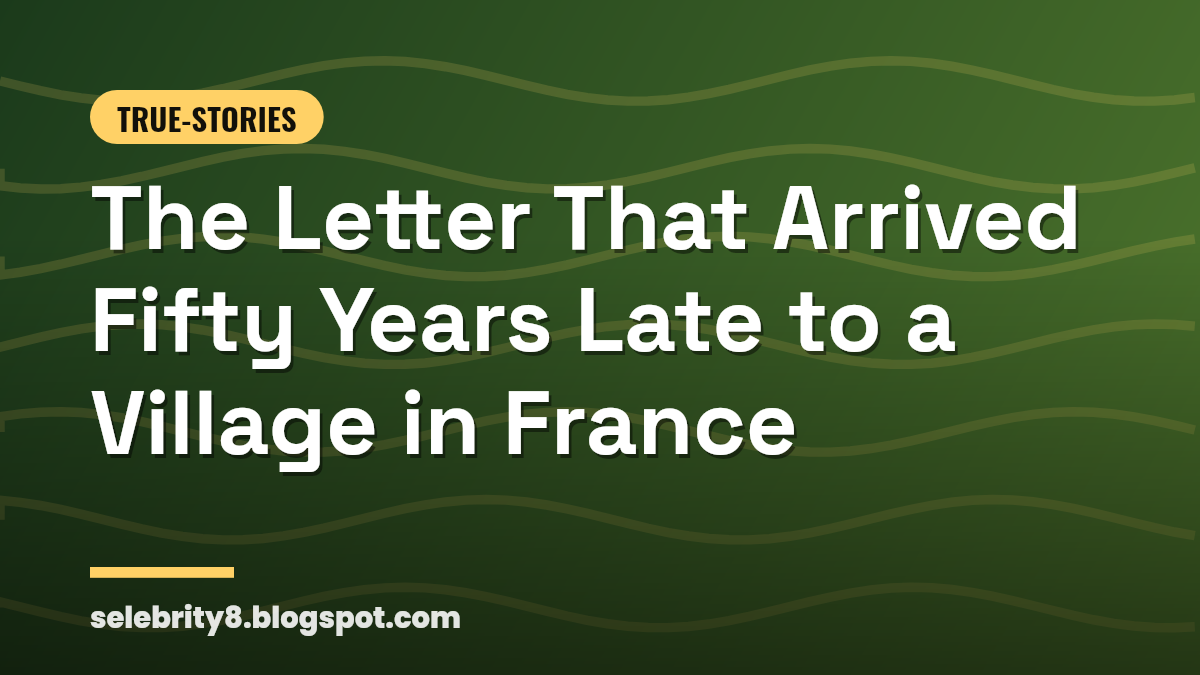 TRUE-STORIES
The Letter That Arrived
Fifty Years Late to a
Village in France
selebrity8.blogspot.com